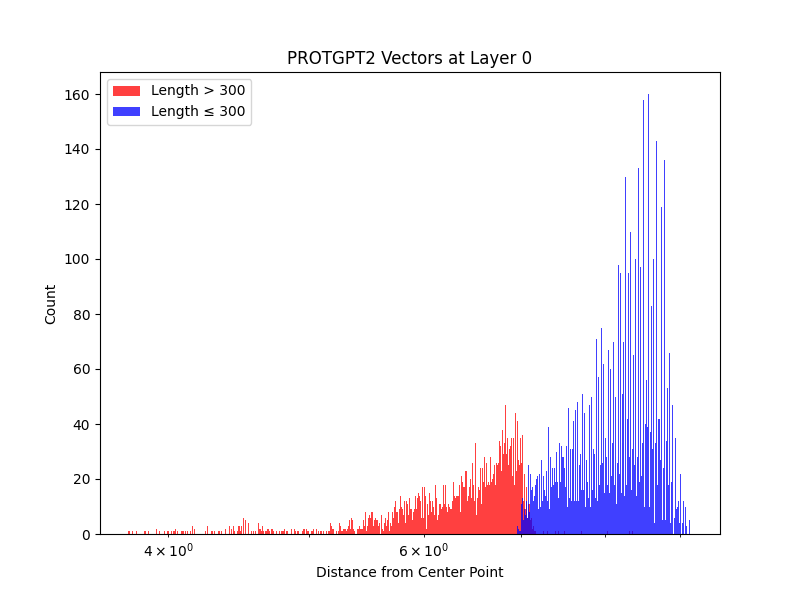 PROTGPT2 Vectors at Layer 0
Length > 300
Length ≤ 300
160
140
120
100
80
60
40
20
0
Count
4 × 10⁰
6 × 10⁰
Distance from Center Point